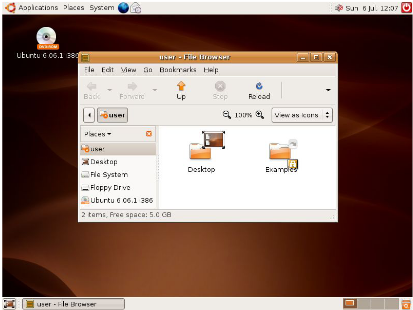 Applications Places System
Sun 6 Jul, 12:07
Ubuntu 6.06.1 386
user - File Browser
File Edit View Go Bookmarks Help
Back Forward Up Stop Reload
user
100%
View as Icons
Places
user
Desktop
File System
Floppy Drive
Ubuntu 6.06.1 386
Desktop
Examples
2 items, Free space: 5.0 GB
user - File Browser